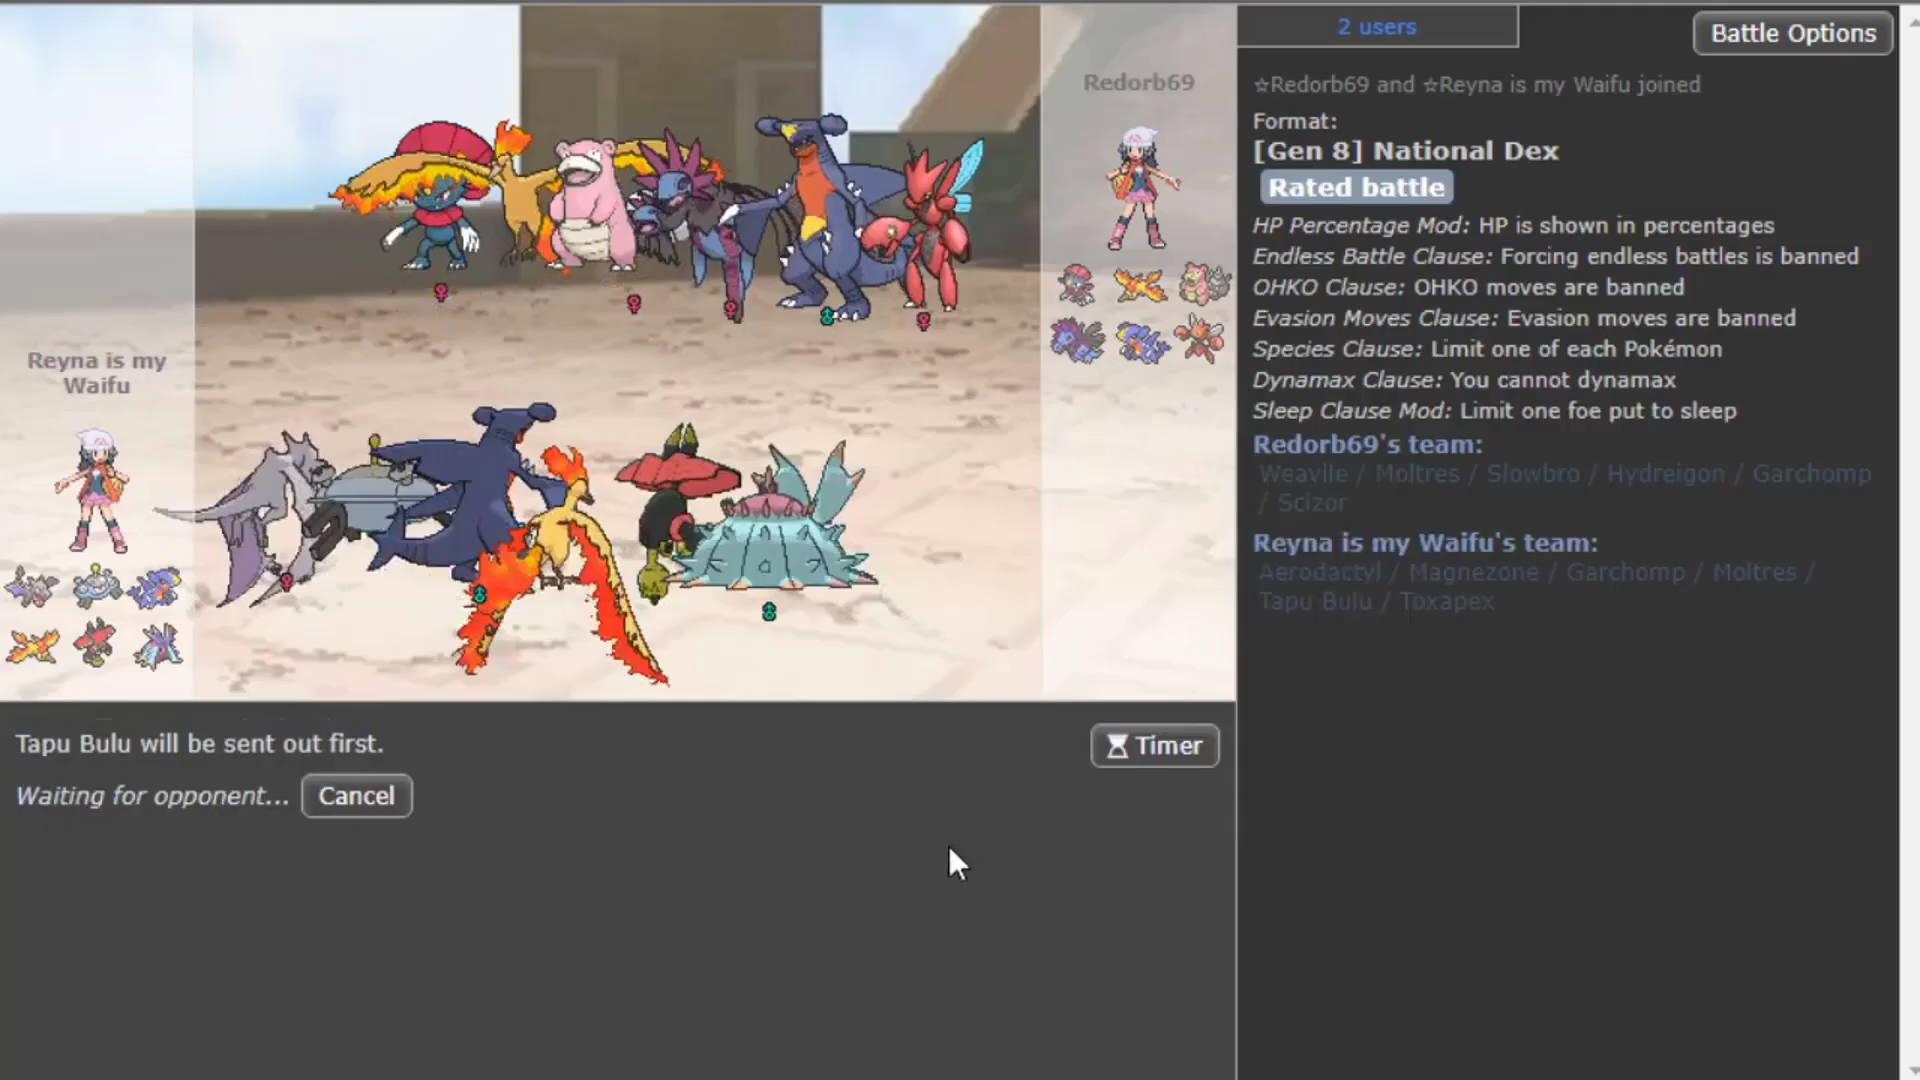 2 users
Battle Options
Redorb69
☆Redorb69 and ☆Reyna is my Waifu joined
Format:
[Gen 8] National Dex
Rated battle
HP Percentage Mod: HP is shown in percentages
Endless Battle Clause: Forcing endless battles is banned
OHKO Clause: OHKO moves are banned
Evasion Moves Clause: Evasion moves are banned
Species Clause: Limit one of each Pokémon
Dynamax Clause: You cannot dynamax
Sleep Clause Mod: Limit one foe put to sleep
Redorb69's team:
Weavile / Moltres / Slowbro / Hydreigon / Garchomp
/ Scizor
Reyna is my Waifu's team:
Aerodactyl / Magnezone / Garchomp / Moltres /
Tapu Bulu / Toxapex
Reyna is my
Waifu
Tapu Bulu will be sent out first.
Timer
Waiting for opponent...
Cancel